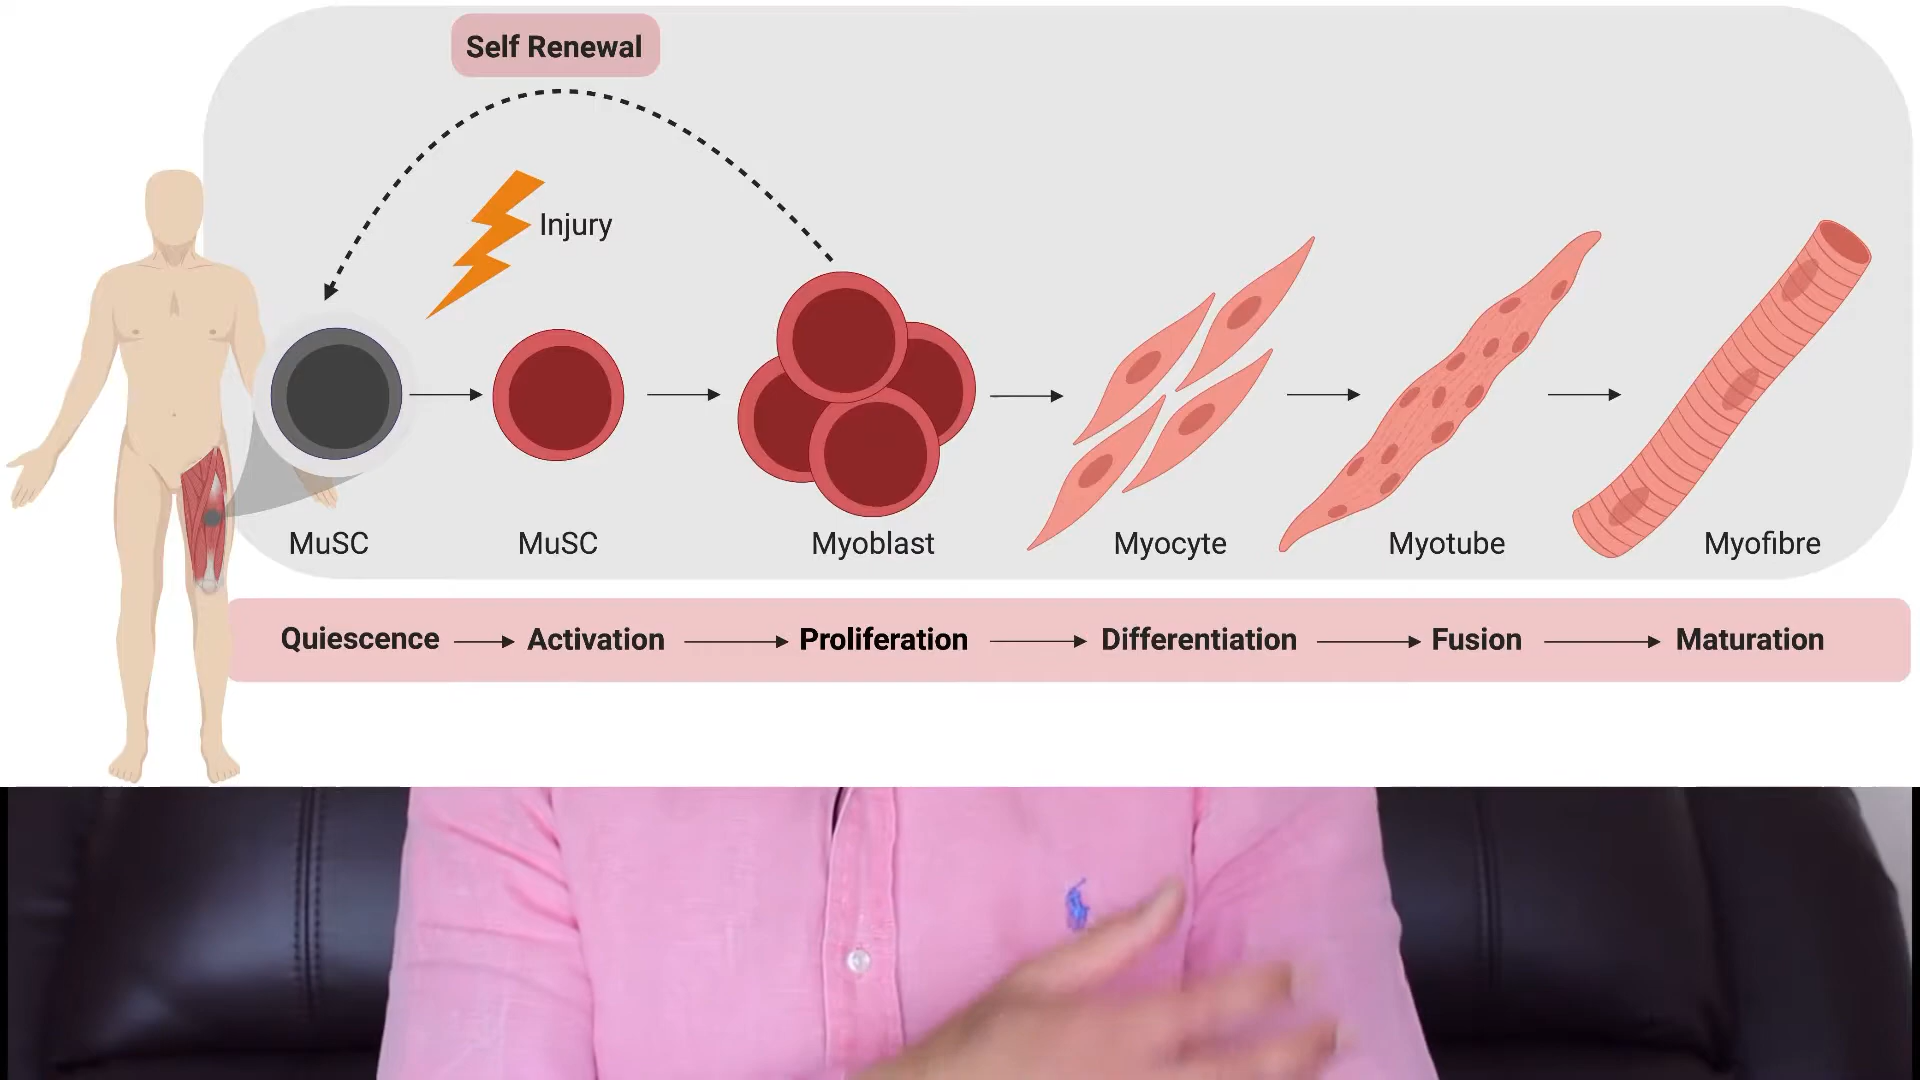 Self Renewal
Injury
MuSC
MuSC
Myoblast
Myocyte
Myotube
Myofibre
Quiescence
Activation
Proliferation
Differentiation
Fusion
Maturation